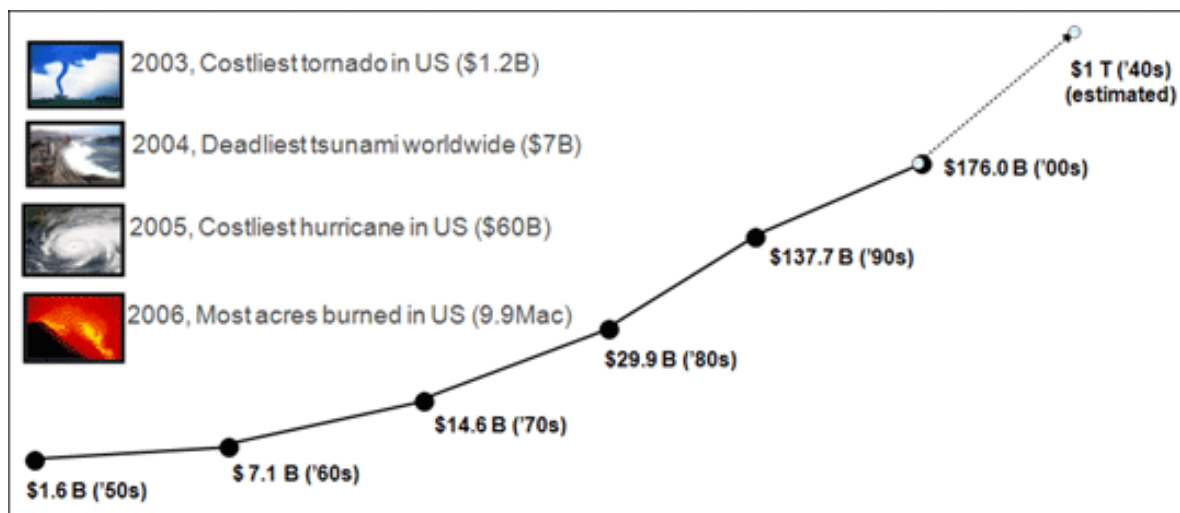 2003, Costliest tornado in US ($1.2B)
2004, Deadliest tsunami worldwide ($7B)
2005, Costliest hurricane in US ($60B)
2006, Most acres burned in US (9.9Mac)
$1 T ('40s)
(estimated)
$176.0 B ('00s)
$137.7 B ('90s)
$29.9 B ('80s)
$14.6 B ('70s)
$ 7.1 B ('60s)
$1.6 B ('50s)